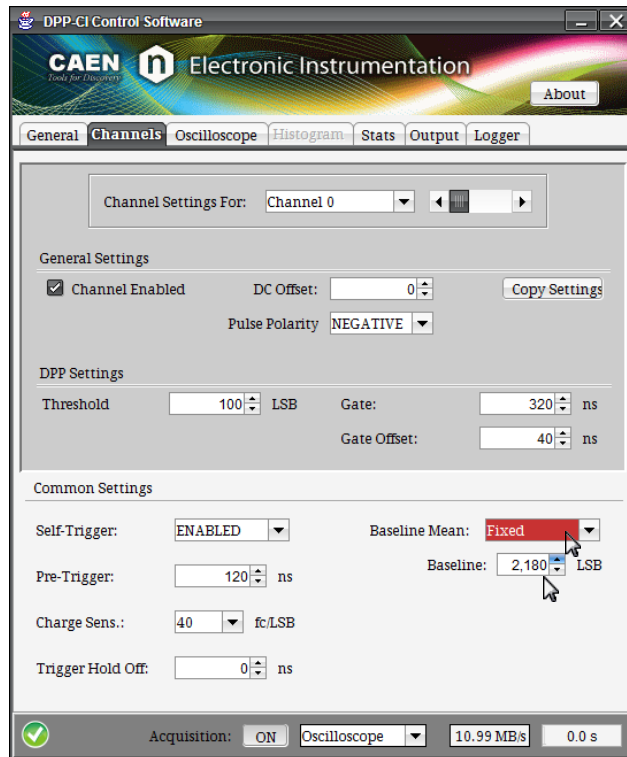 DPP-CI Control Software
CAEN n Electronic Instrumentation
Tools for Discovery
About
General Channels Oscilloscope Histogram Stats Output Logger
Channel Settings For: Channel 0
General Settings
Channel Enabled DC Offset: 0 Copy Settings
Pulse Polarity NEGATIVE
DPP Settings
Threshold 100 LSB Gate: 320 ns
Gate Offset: 40 ns
Common Settings
Self-Trigger: ENABLED Baseline Mean: Fixed
Baseline: 2,180 LSB
Pre-Trigger: 120 ns
Charge Sens.: 40 fc/LSB
Trigger Hold Off: 0 ns
Acquisition: ON Oscilloscope 10.99 MB/s 0.0 s